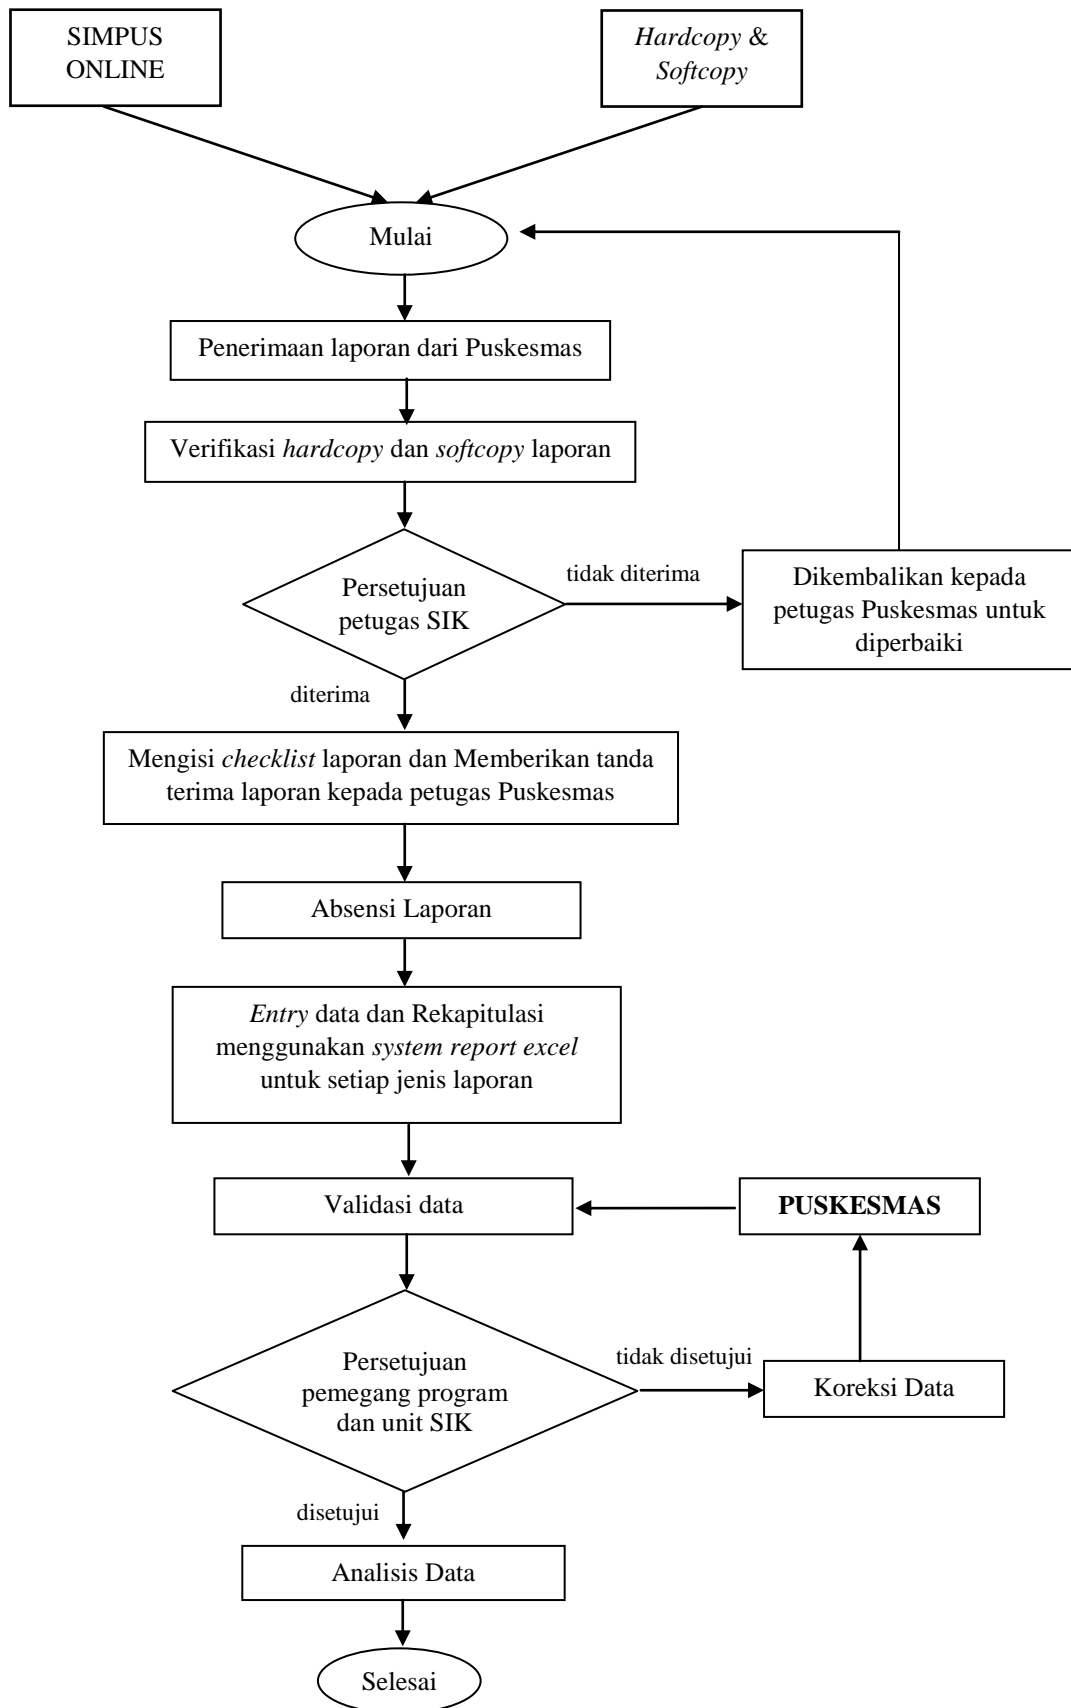 SIMPUS
ONLINE
Hardcopy &
Softcopy
Mulai
Penerimaan laporan dari Puskesmas
Verifikasi hardcopy dan softcopy laporan
Persetujuan
petugas SIK
tidak diterima
Dikembalikan kepada
petugas Puskesmas untuk
diperbaiki
diterima
Mengisi checklist laporan dan Memberikan tanda
terima laporan kepada petugas Puskesmas
Absensi Laporan
Entry data dan Rekapitulasi
menggunakan system report excel
untuk setiap jenis laporan
Validasi data
PUSKESMAS
Persetujuan
pemegang program
dan unit SIK
tidak disetujui
Koreksi Data
disetujui
Analisis Data
Selesai